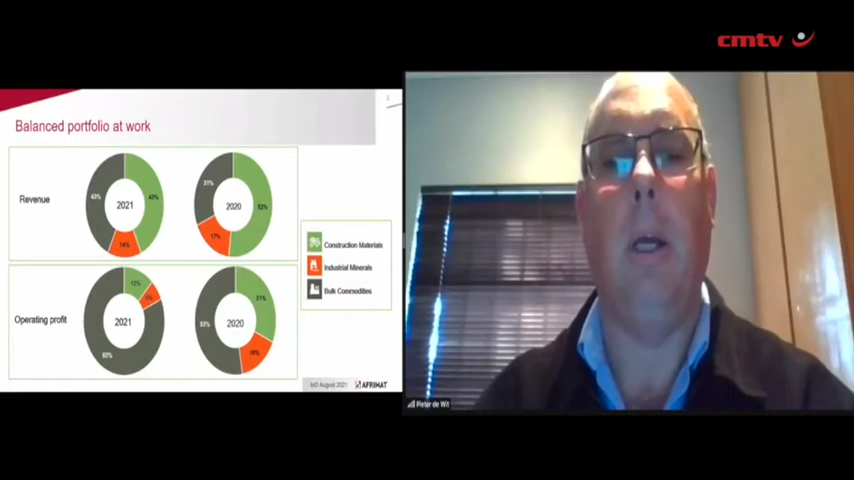 cmtv
Balanced portfolio at work
Revenue
43%
43%
14%
2021
31%
52%
17%
2020
Construction Materials
Industrial Minerals
Bulk Commodities
Operating profit
12%
82%
2021
31%
16%
53%
2020
IoD August 2021
AFRIMAT
Pieter de Wit